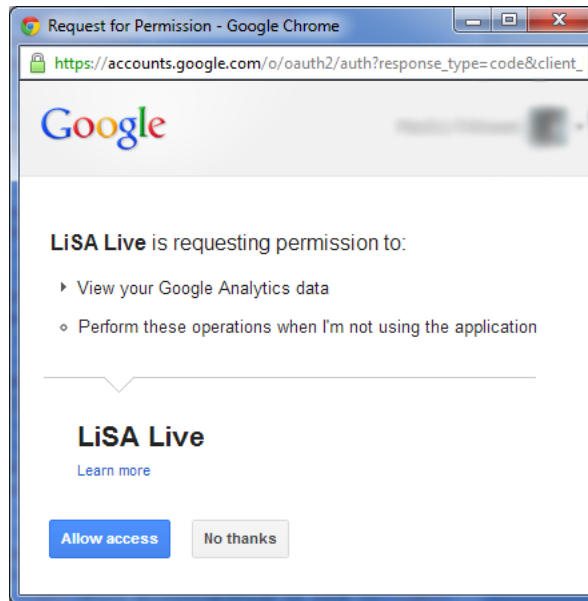 Request for Permission - Google Chrome
https://accounts.google.com/o/oauth2/auth?response_type=code&client_
Google
LiSA Live is requesting permission to:
View your Google Analytics data
Perform these operations when I'm not using the application
LiSA Live
Learn more
Allow access
No thanks